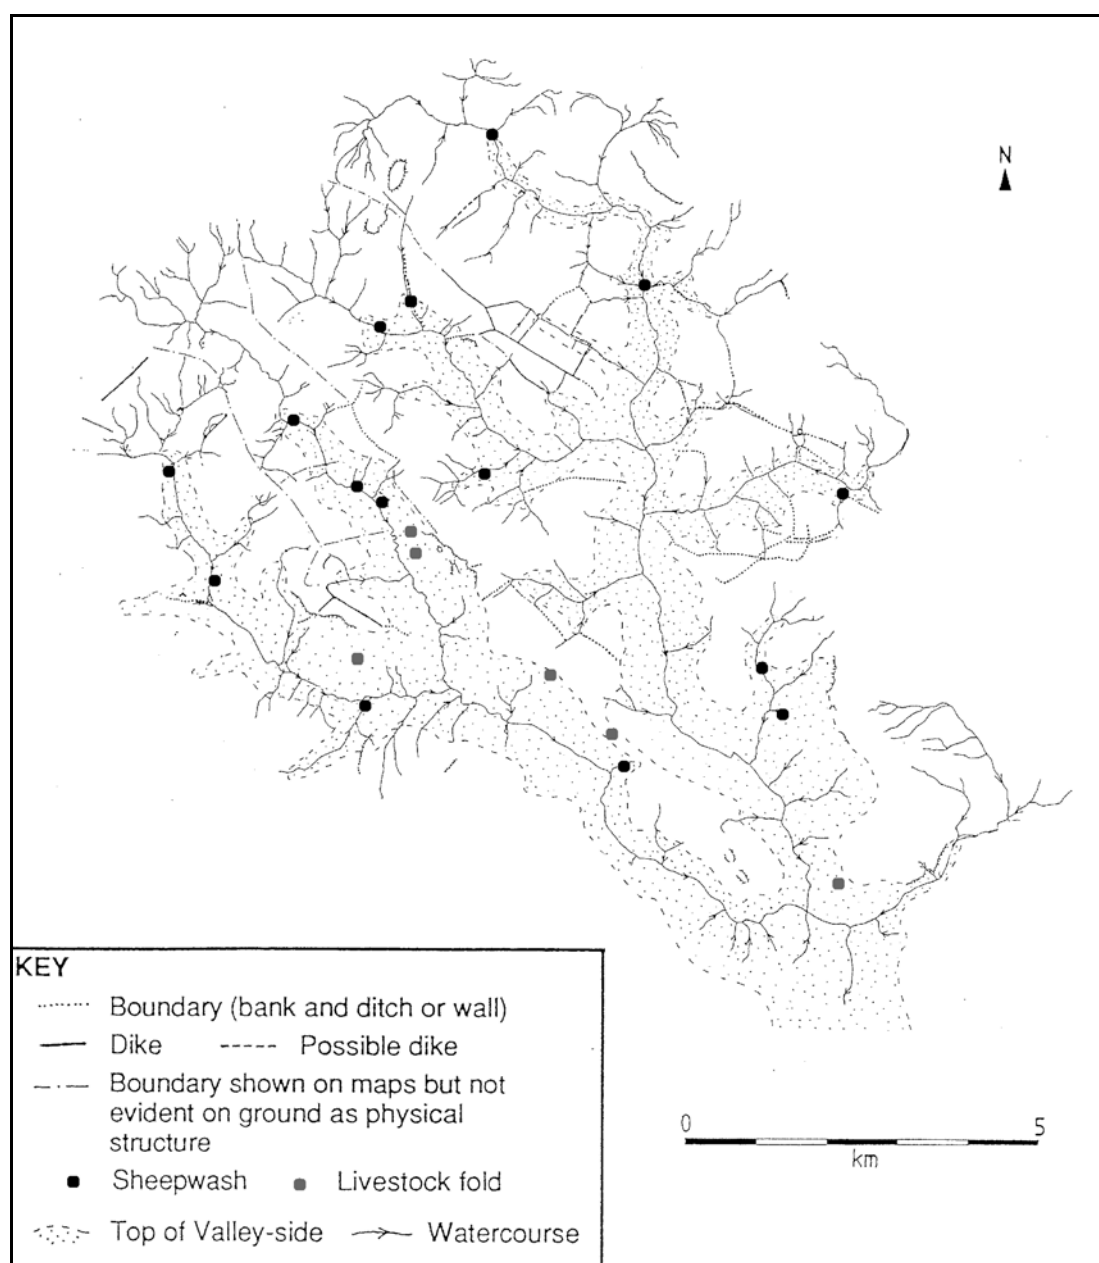 N
KEY
Boundary (bank and ditch or wall)
Dike
Possible dike
Boundary shown on maps but not
evident on ground as physical
structure
Sheepwash
Livestock fold
Top of Valley-side
Watercourse
0
5
km